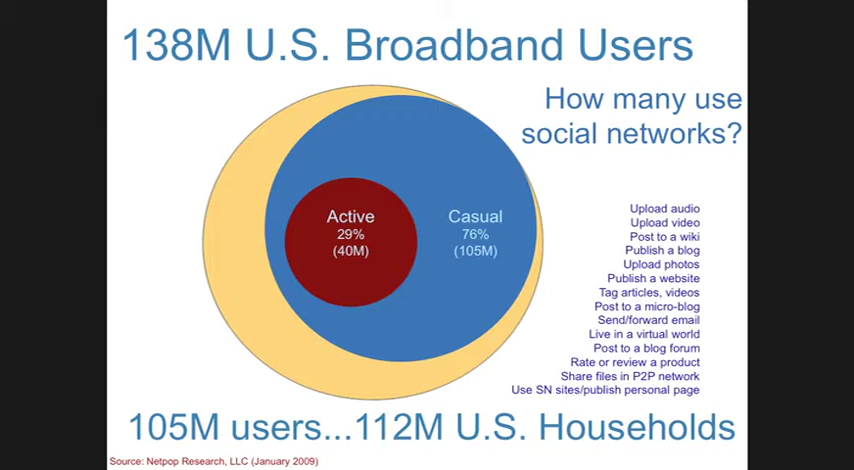 138M U.S. Broadband Users
How many use
social networks?
Active
29%
(40M)
Casual
76%
(105M)
Upload audio
Upload video
Post to a wiki
Publish a blog
Upload photos
Publish a website
Tag articles, videos
Post to a micro-blog
Send/forward email
Live in a virtual world
Post to a blog forum
Rate or review a product
Share files in P2P network
Use SN sites/publish personal page
105M users...112M U.S. Households
Source: Netpop Research, LLC (January 2009)